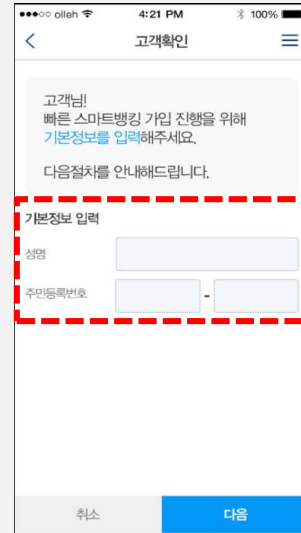 olleh 4:21 PM 100%
고객확인
고객님!
빠른 스마트뱅킹 가입 진행을 위해
기본정보를 입력해주세요.
다음절차를 안내해드립니다.
기본정보 입력
성명
주민등록번호 -
취소 다음